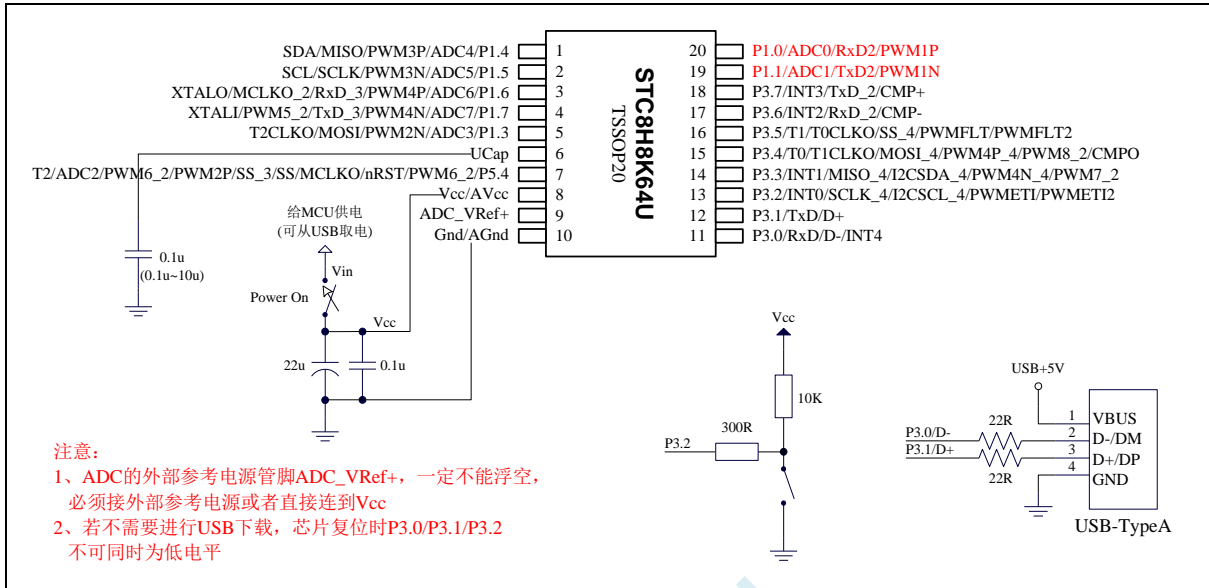 SDA/MISO/PWM3P/ADC4/P1.4
1
20
P1.0/ADC0/RxD2/PWM1P
SCL/SCLK/PWM3N/ADC5/P1.5
2
19
P1.1/ADC1/TxD2/PWM1N
XTALO/MCLKO_2/RxD_3/PWM4P/ADC6/P1.6
3
18
P3.7/INT3/TxD_2/CMP+
XTALI/PWM5_2/TxD_3/PWM4N/ADC7/P1.7
4
17
P3.6/INT2/RxD_2/CMP-
T2CLKO/MOSI/PWM2N/ADC3/P1.3
5
16
P3.5/T1/T0CLKO/SS_4/PWMFLT/PWMFLT2
UCap
6
15
P3.4/T0/T1CLKO/MOSI_4/PWM4P_4/PWM8_2/CMPO
T2/ADC2/PWM6_2/PWM2P/SS_3/SS/MCLKO/nRST/PWM6_2/P5.4
7
14
P3.3/INT1/MISO_4/I2CSDA_4/PWM4N_4/PWM7_2
Vcc/AVcc
8
13
P3.2/INT0/SCLK_4/I2CSCL_4/PWMETI/PWMETI2
ADC_VRef+
9
12
P3.1/TxD/D+
Gnd/AGnd
10
11
P3.0/RxD/D-/INT4
STC8H8K64U
TSSOP20
给MCU供电
(可从USB取电)
0.1u
(0.1u~10u)
Vin
Power On
Vcc
22u
0.1u
Vcc
10K
300R
P3.2
USB+5V
22R
P3.0/D-
P3.1/D+
22R
1
VBUS
2
D-/DM
3
D+/DP
4
GND
USB-TypeA
注意：
1、ADC的外部参考电源管脚ADC_VRef+，一定不能浮空，
必须接外部参考电源或者直接连到Vcc
2、若不需要进行USB下载，芯片复位时P3.0/P3.1/P3.2
不可同时为低电平